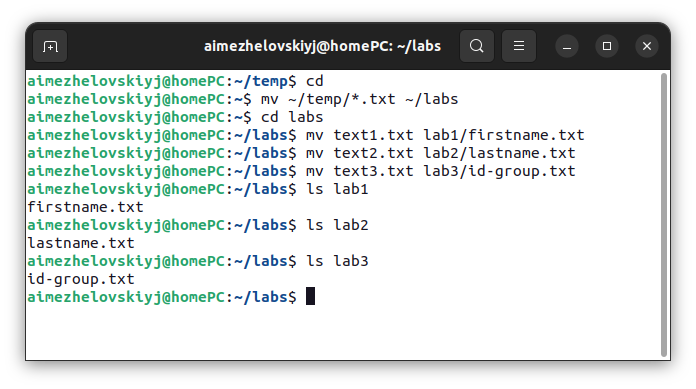 aimezhelovskiyj@homePC: ~/labs
aimezhelovskiyj@homePC:~/temp$ cd
aimezhelovskiyj@homePC:~$ mv ~/temp/*.txt ~/labs
aimezhelovskiyj@homePC:~$ cd labs
aimezhelovskiyj@homePC:~/labs$ mv text1.txt lab1/firstname.txt
aimezhelovskiyj@homePC:~/labs$ mv text2.txt lab2/lastname.txt
aimezhelovskiyj@homePC:~/labs$ mv text3.txt lab3/id-group.txt
aimezhelovskiyj@homePC:~/labs$ ls lab1
firstname.txt
aimezhelovskiyj@homePC:~/labs$ ls lab2
lastname.txt
aimezhelovskiyj@homePC:~/labs$ ls lab3
id-group.txt
aimezhelovskiyj@homePC:~/labs$